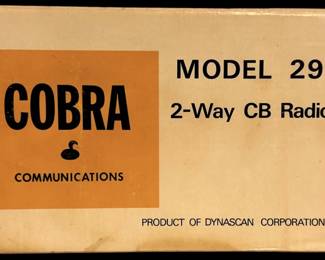 MODEL 29
COBRA
2-Way CB Radio
COMMUNICATIONS
PRODUCT OF DYNASCAN CORPORATION